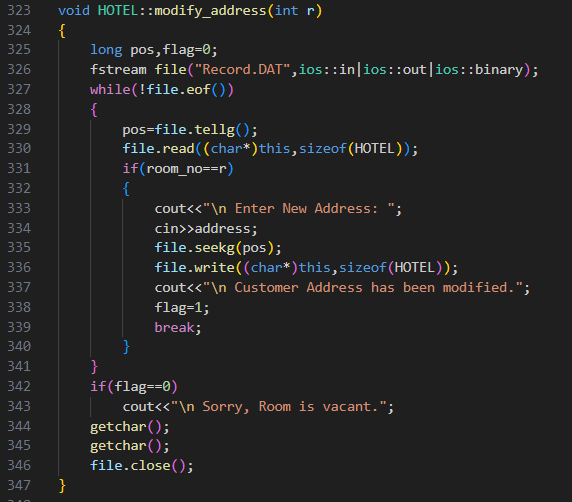 323 void HOTEL::modify_address(int r)
324 {
325     long pos,flag=0;
326     fstream file("Record.DAT",ios::in|ios::out|ios::binary);
327     while(!file.eof())
328     {
329         pos=file.tellg();
330         file.read((char*)this,sizeof(HOTEL));
331         if(room_no==r)
332         {
333             cout<<"\n Enter New Address: ";
334             cin>>address;
335             file.seekg(pos);
336             file.write((char*)this,sizeof(HOTEL));
337             cout<<"\n Customer Address has been modified.";
338             flag=1;
339             break;
340         }
341     }
342     if(flag==0)
343         cout<<"\n Sorry, Room is vacant.";
344     getchar();
345     getchar();
346     file.close();
347 }